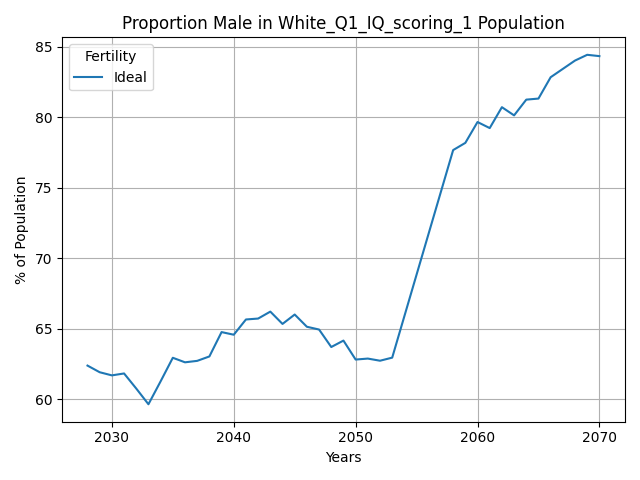 Proportion Male in White_Q1_IQ_scoring_1 Population
85
80
75
70
65
60
% of Population
Fertility
Ideal
2030
2040
2050
2060
2070
Years